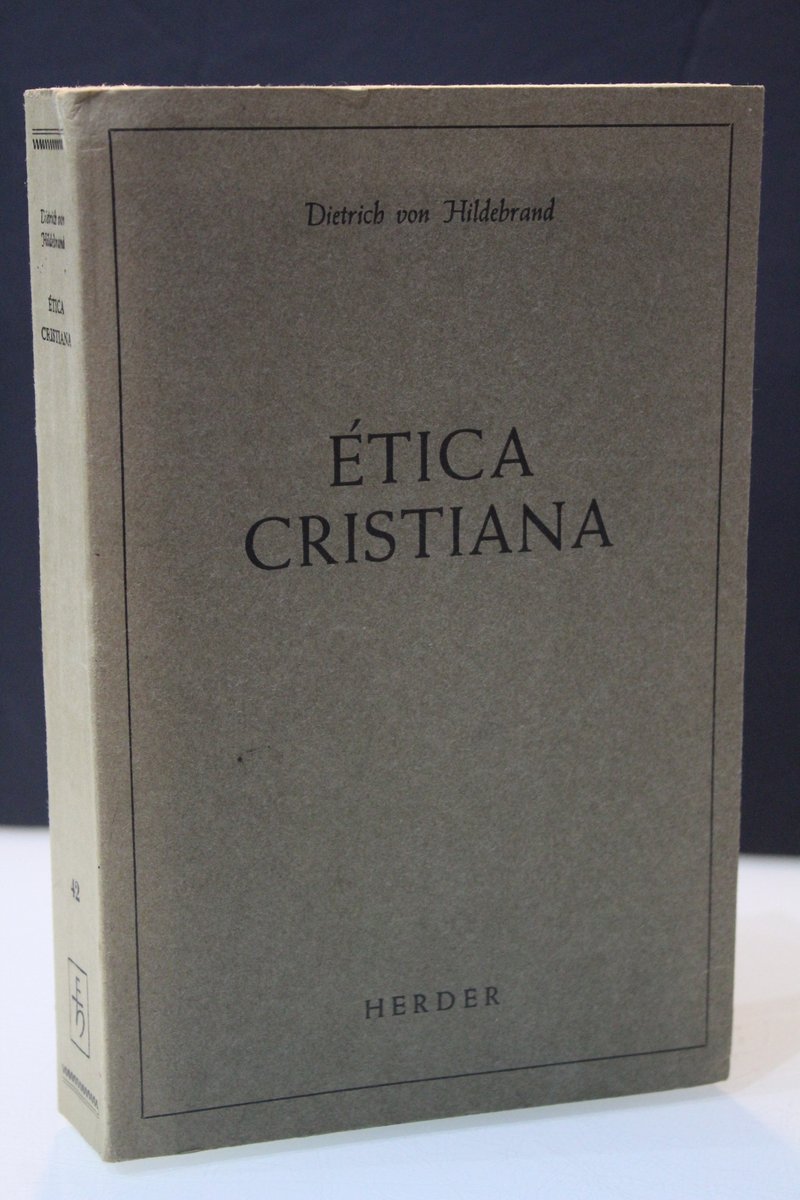 Dietrich von Hildebrand
ÉTICA
CRISTIANA
HERDER
Dietrich von
Hildebrand
ÉTICA
CRISTIANA
42